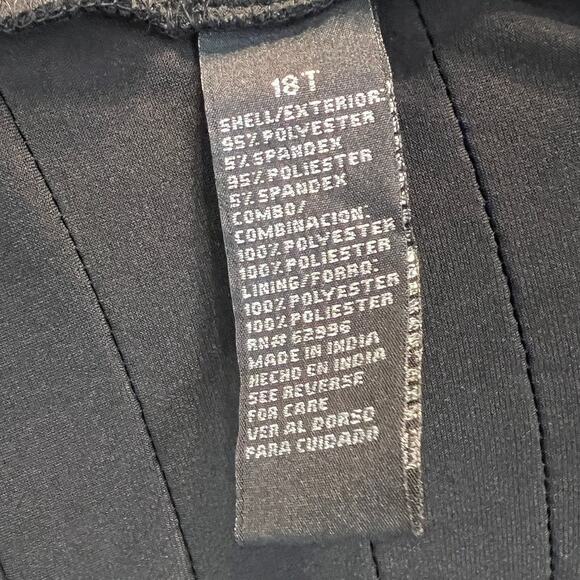 18T
SHELL/EXTERIOR:
95% POLYESTER
5% SPANDEX
95% POLIESTER
5% SPANDEX
COMBO/
COMBINACION:
100% POLYESTER
100% POLIESTER
LINING/FORRO:
100% POLYESTER
100% POLIESTER
RN# 62996
MADE IN INDIA
HECHO EN INDIA
SEE REVERSE
FOR CARE
VER AL DORSO
PARA CUIDADO